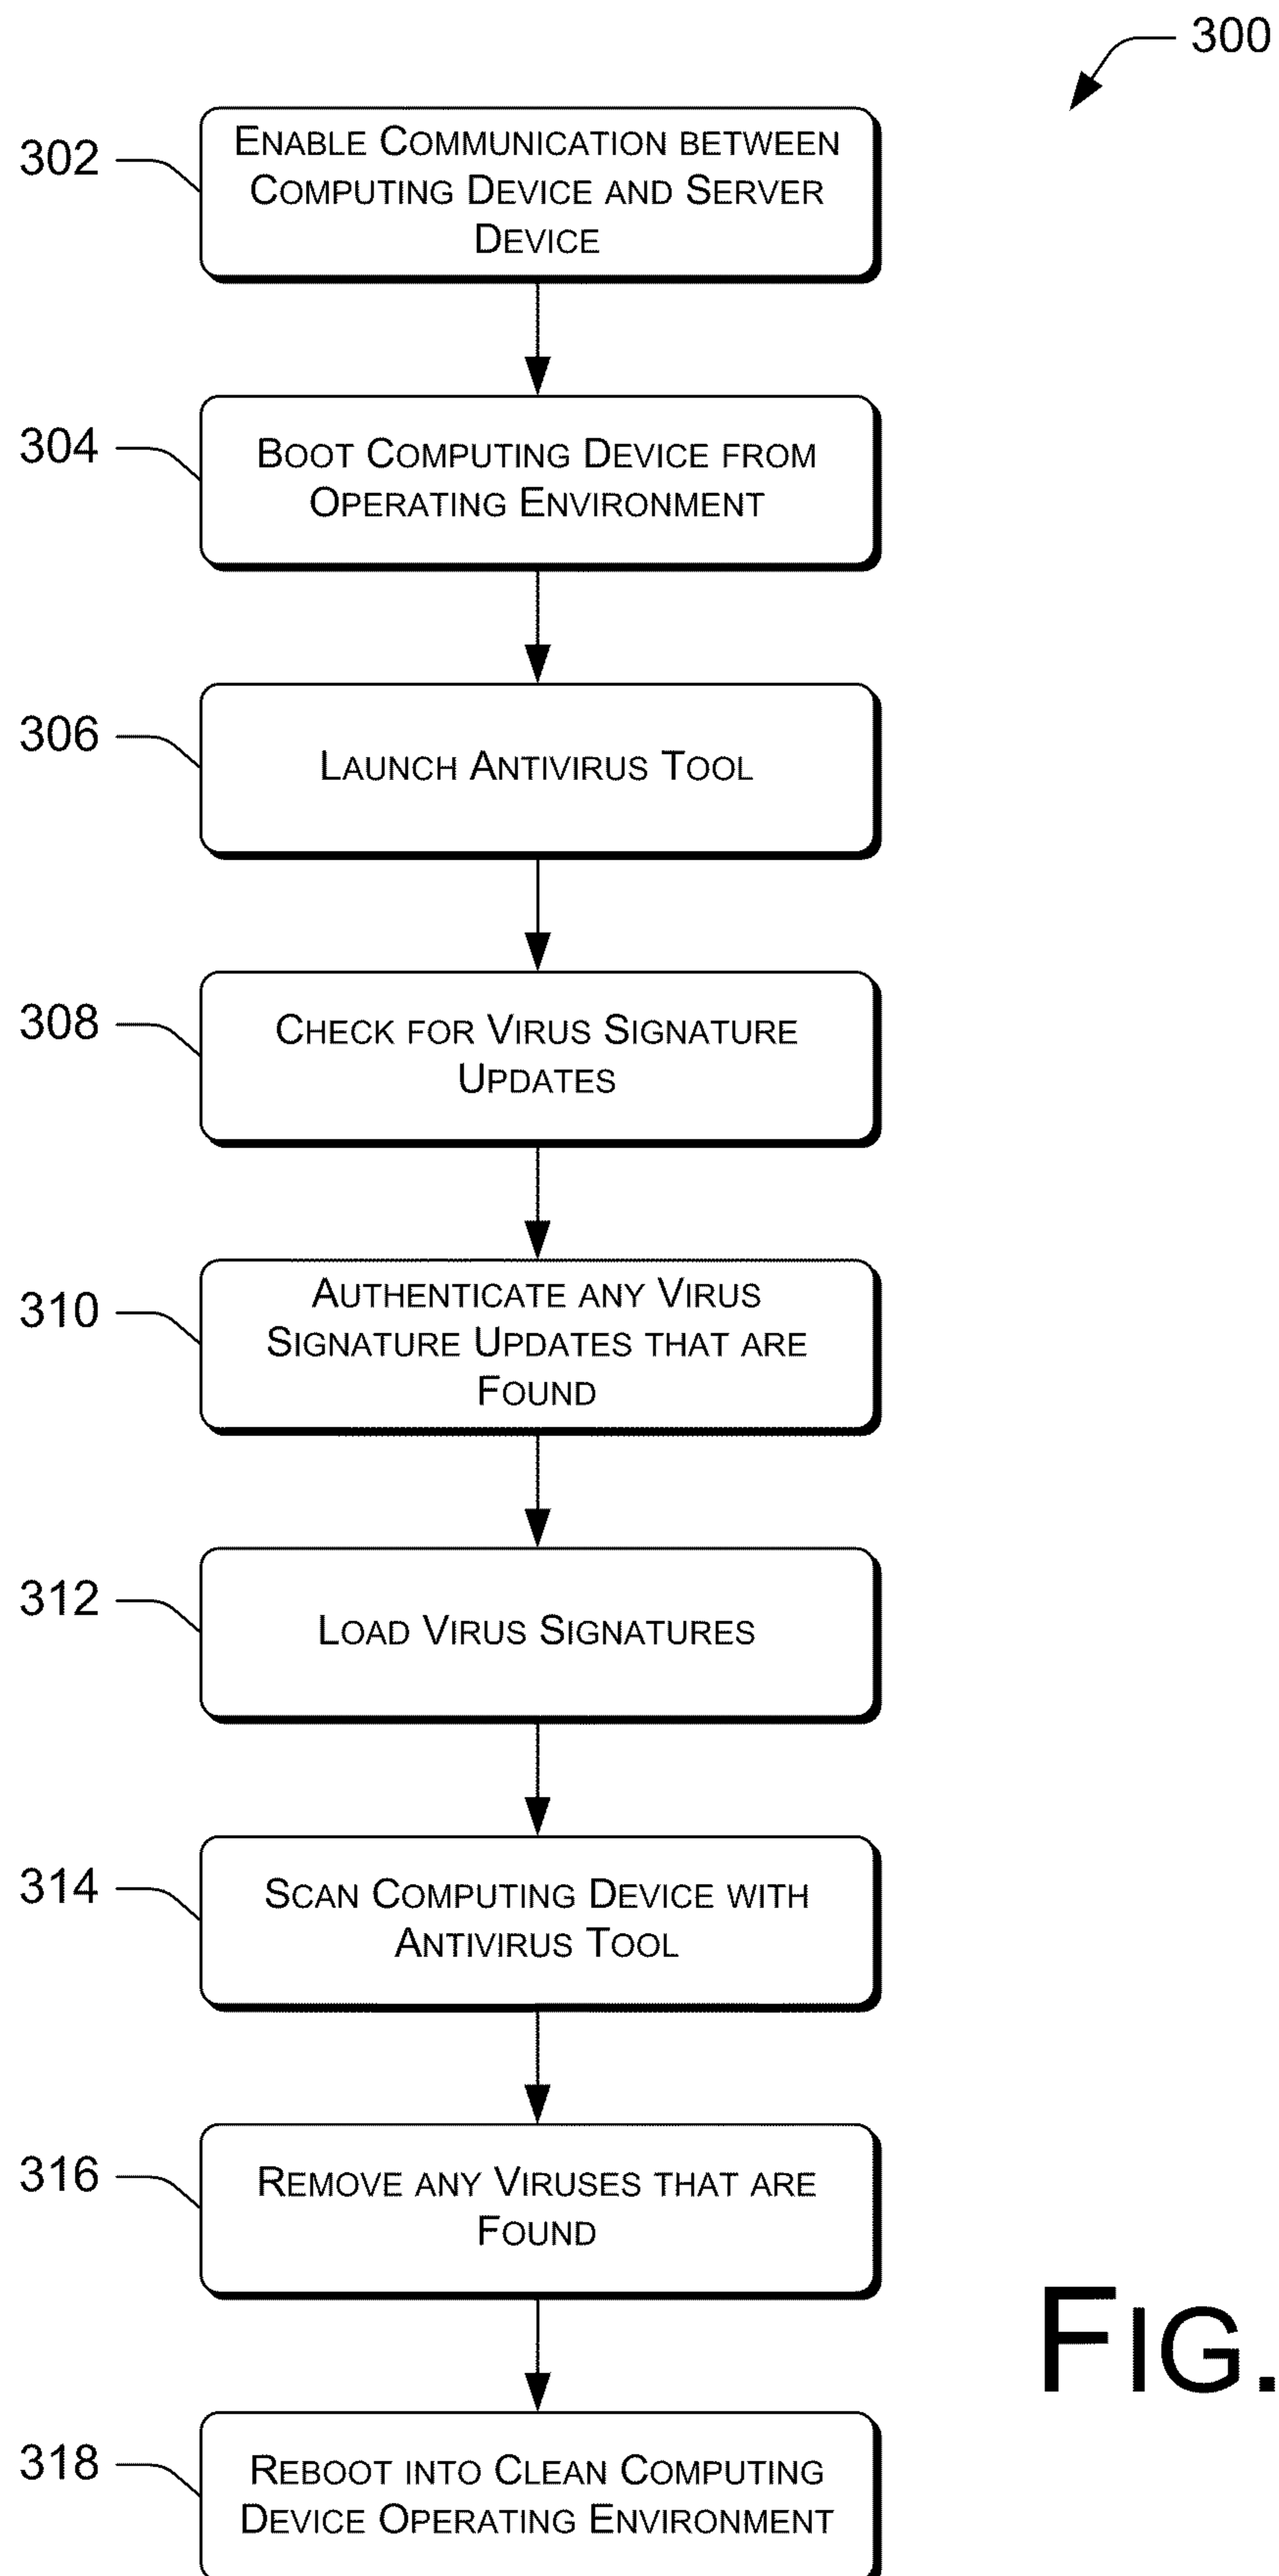 300
302
ENABLE COMMUNICATION BETWEEN
COMPUTING DEVICE AND SERVER
DEVICE
304
BOOT COMPUTING DEVICE FROM
OPERATING ENVIRONMENT
306
LAUNCH ANTIVIRUS TOOL
308
CHECK FOR VIRUS SIGNATURE
UPDATES
310
AUTHENTICATE ANY VIRUS
SIGNATURE UPDATES THAT ARE
FOUND
312
LOAD VIRUS SIGNATURES
314
SCAN COMPUTING DEVICE WITH
ANTIVIRUS TOOL
316
REMOVE ANY VIRUSES THAT ARE
FOUND
FIG.
318
REBOOT INTO CLEAN COMPUTING
DEVICE OPERATING ENVIRONMENT